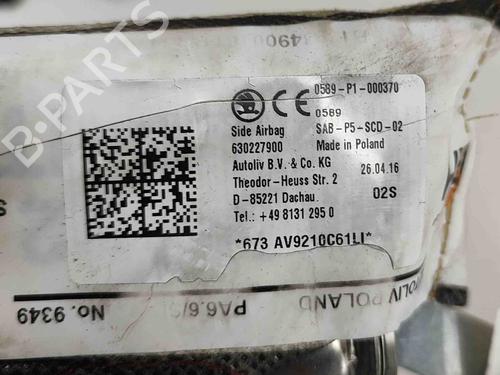 B-PARTS
0589-P1-000370
0589
Side Airbag
SAB-P5-SCD-02
630227900
Made in Poland
Autoliv B.V. & Co. KG
26.04.16
Theodor-Heuss Str. 2
D-85221 Dachau.
02S
Tel.: +49 8131 295 0
*673 AV9210C61LI*
POLAND
PA6.6/
No. 9349